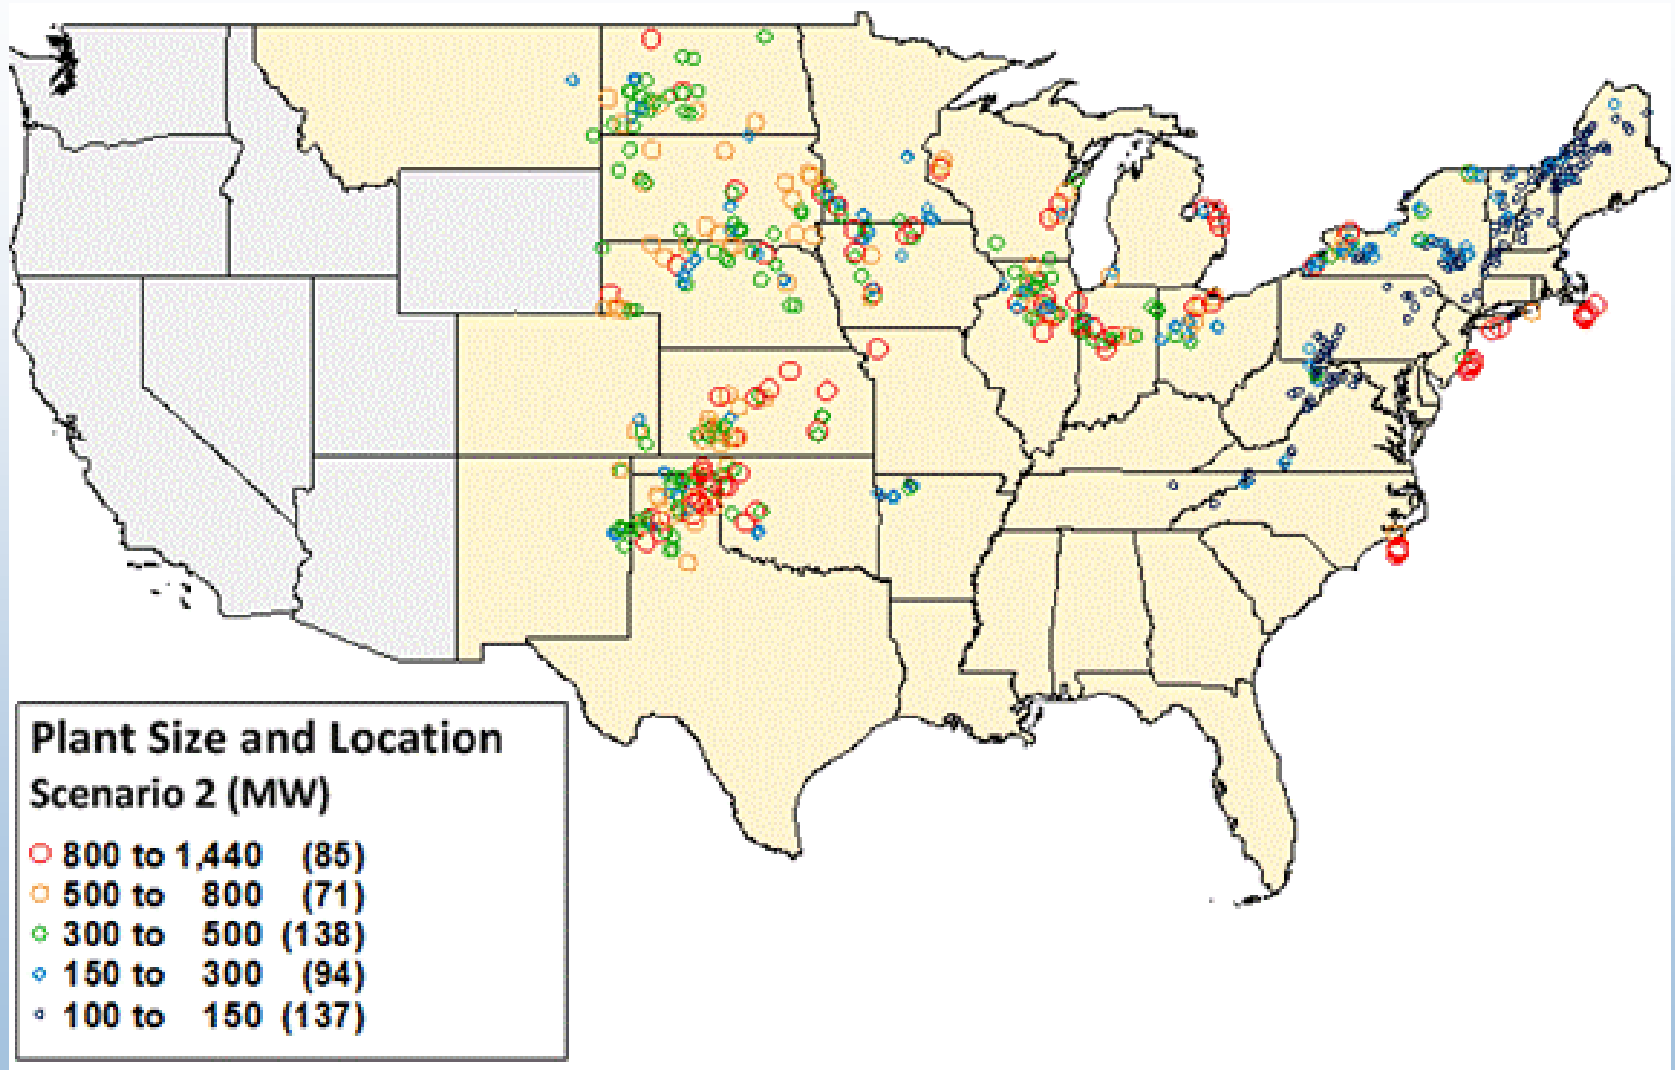 Plant Size and Location
Scenario 2 (MW)
800 to 1,440 (85)
500 to 800 (71)
300 to 500 (138)
150 to 300 (94)
100 to 150 (137)